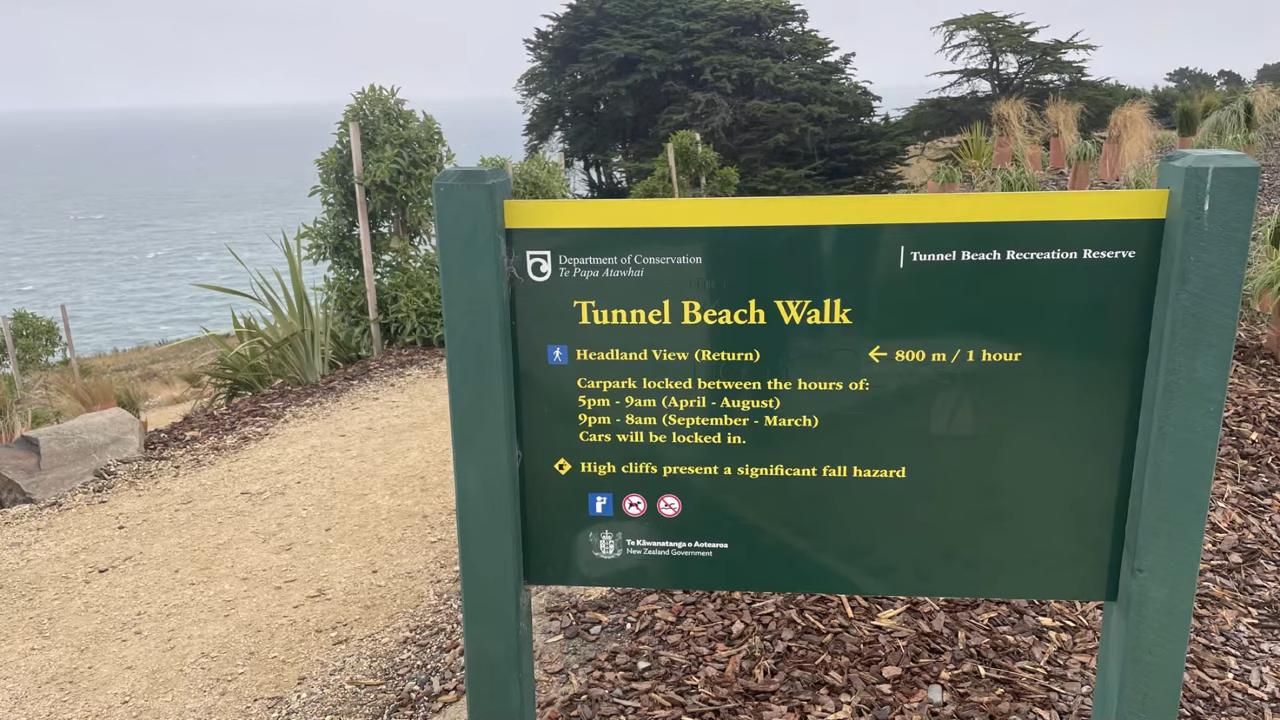 Department of Conservation
Te Papa Atawhai
Tunnel Beach Recreation Reserve
Tunnel Beach Walk
Headland View (Return)
← 800 m / 1 hour
Carpark locked between the hours of:
5pm - 9am (April - August)
9pm - 8am (September - March)
Cars will be locked in.
High cliffs present a significant fall hazard
Te Kāwanatanga o Aotearoa
New Zealand Government